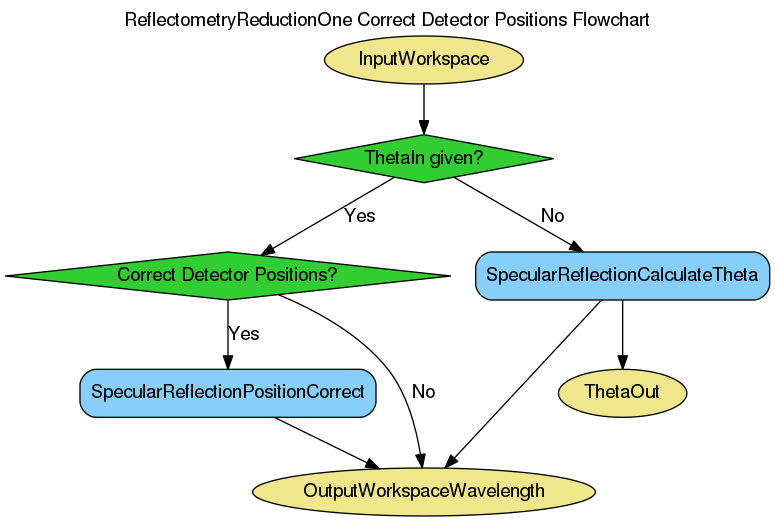 ReflectometryReductionOne Correct Detector Positions Flowchart
InputWorkspace
ThetaIn given?
Yes
No
Correct Detector Positions?
SpecularReflectionCalculateTheta
Yes
No
SpecularReflectionPositionCorrect
ThetaOut
OutputWorkspaceWavelength